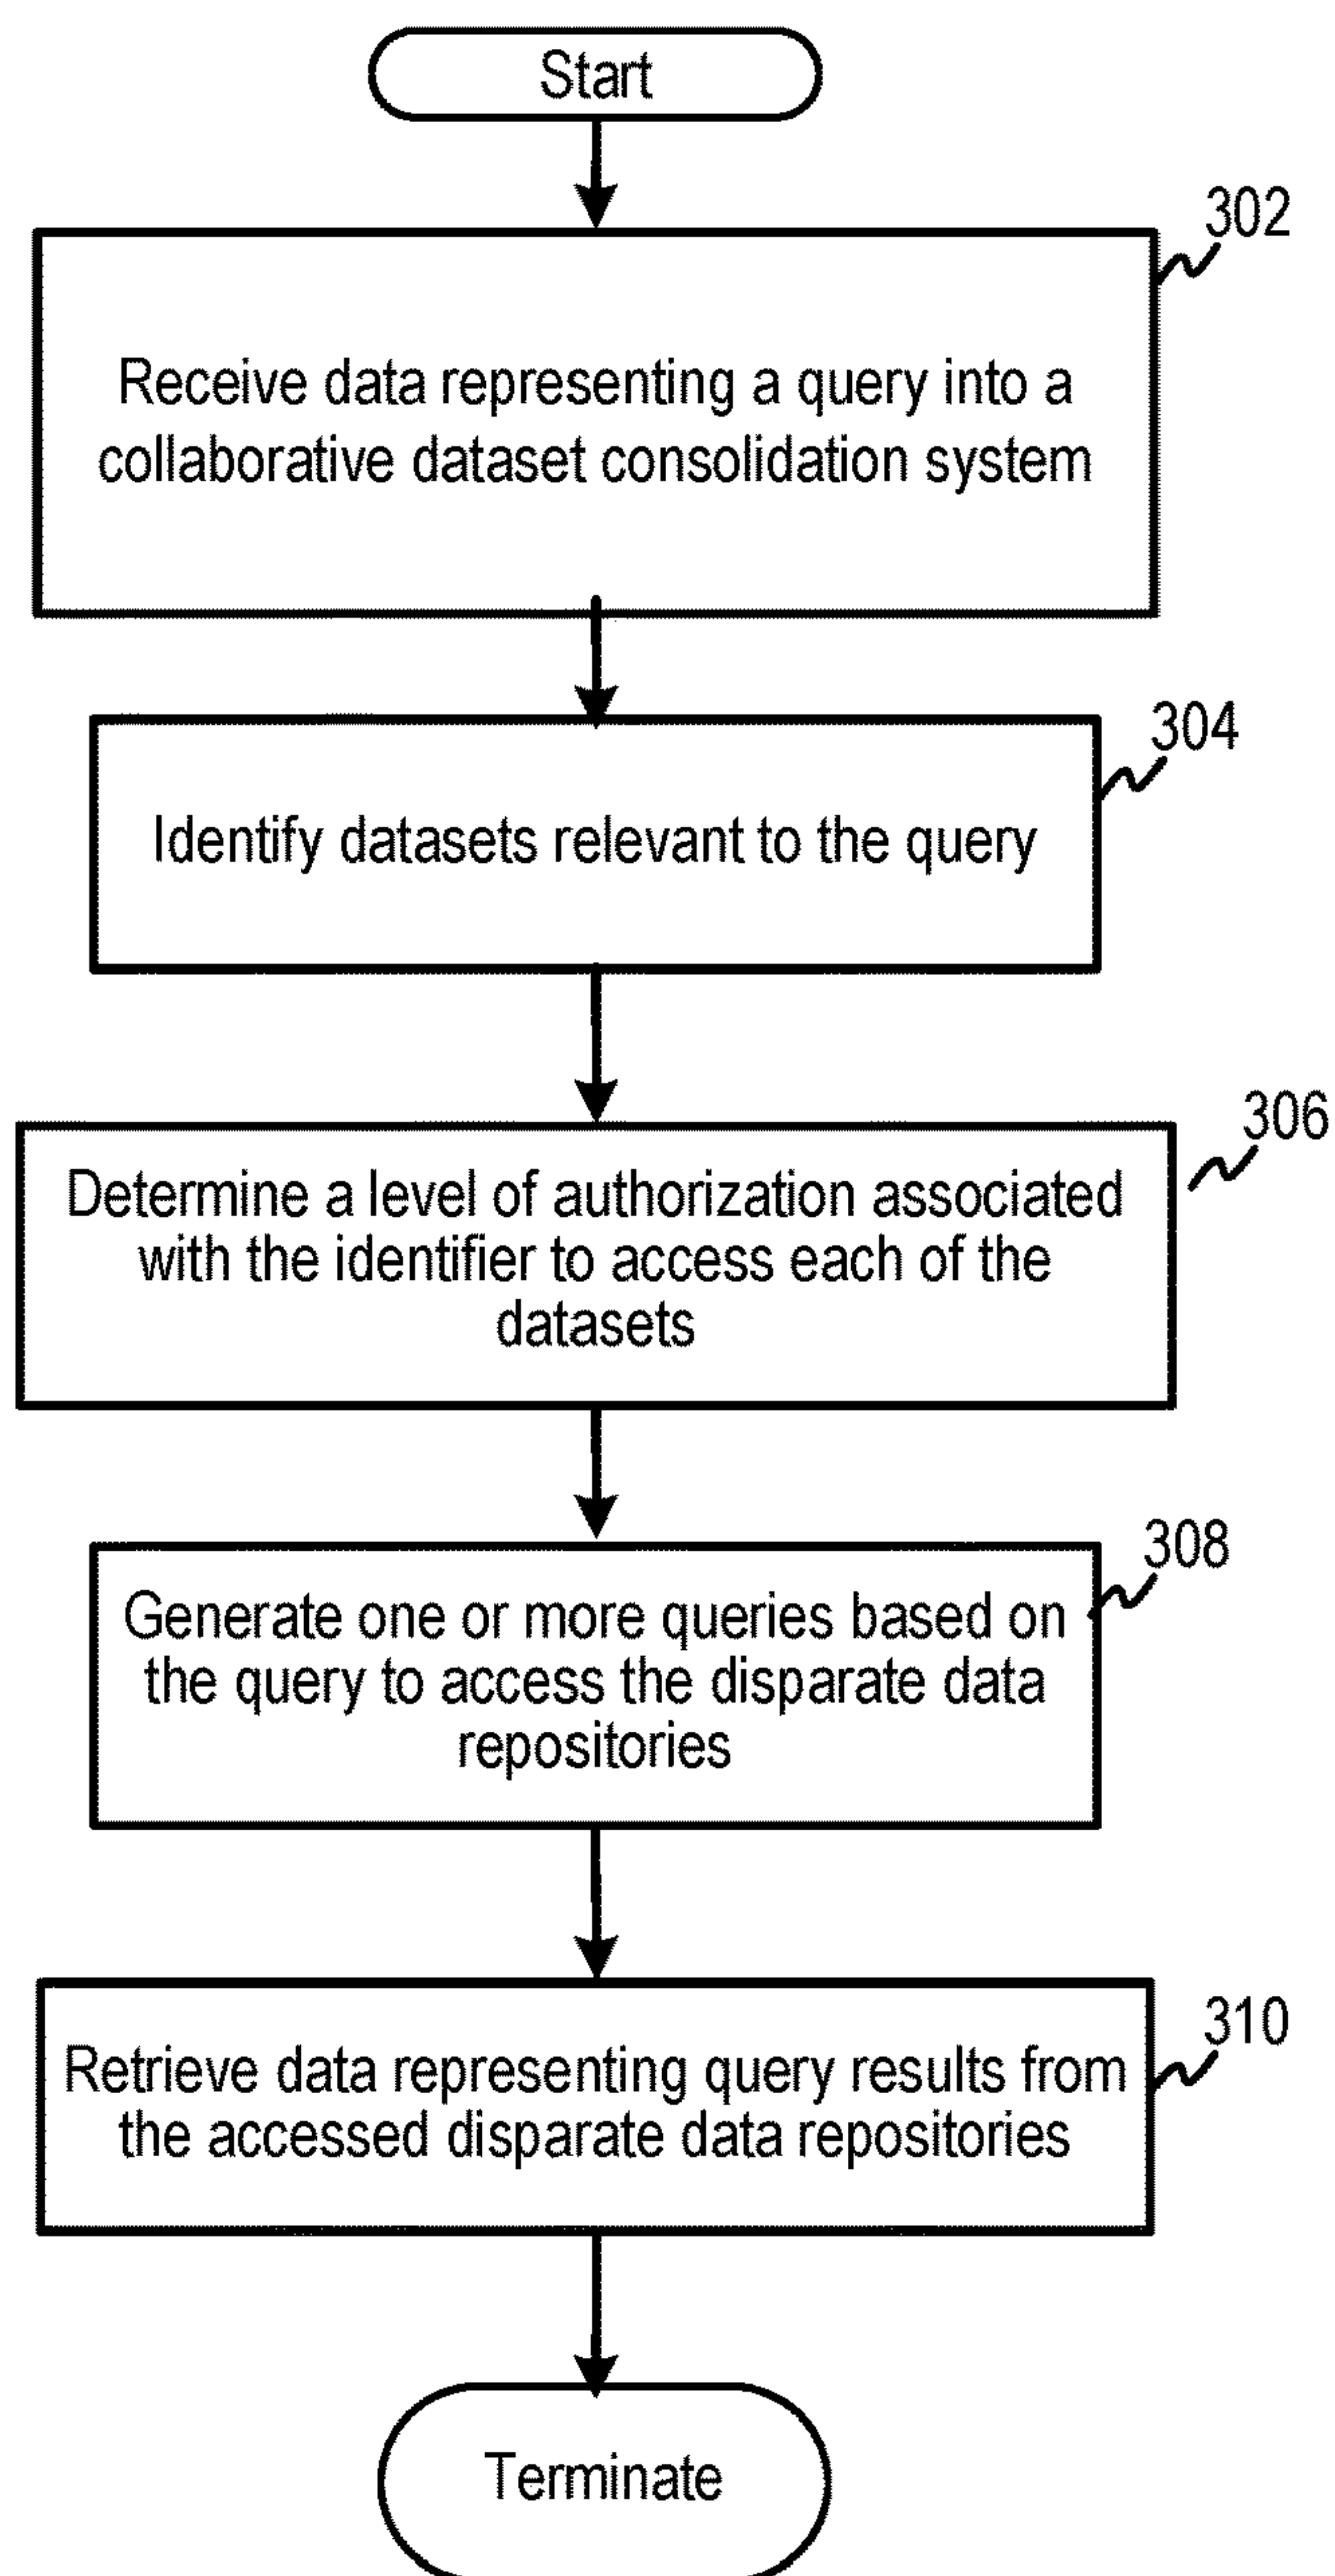 Start
302
Receive data representing a query into a
collaborative dataset consolidation system
304
Identify datasets relevant to the query
306
Determine a level of authorization associated
with the identifier to access each of the
datasets
308
Generate one or more queries based on
the query to access the disparate data
repositories
310
Retrieve data representing query results from
the accessed disparate data repositories
Terminate